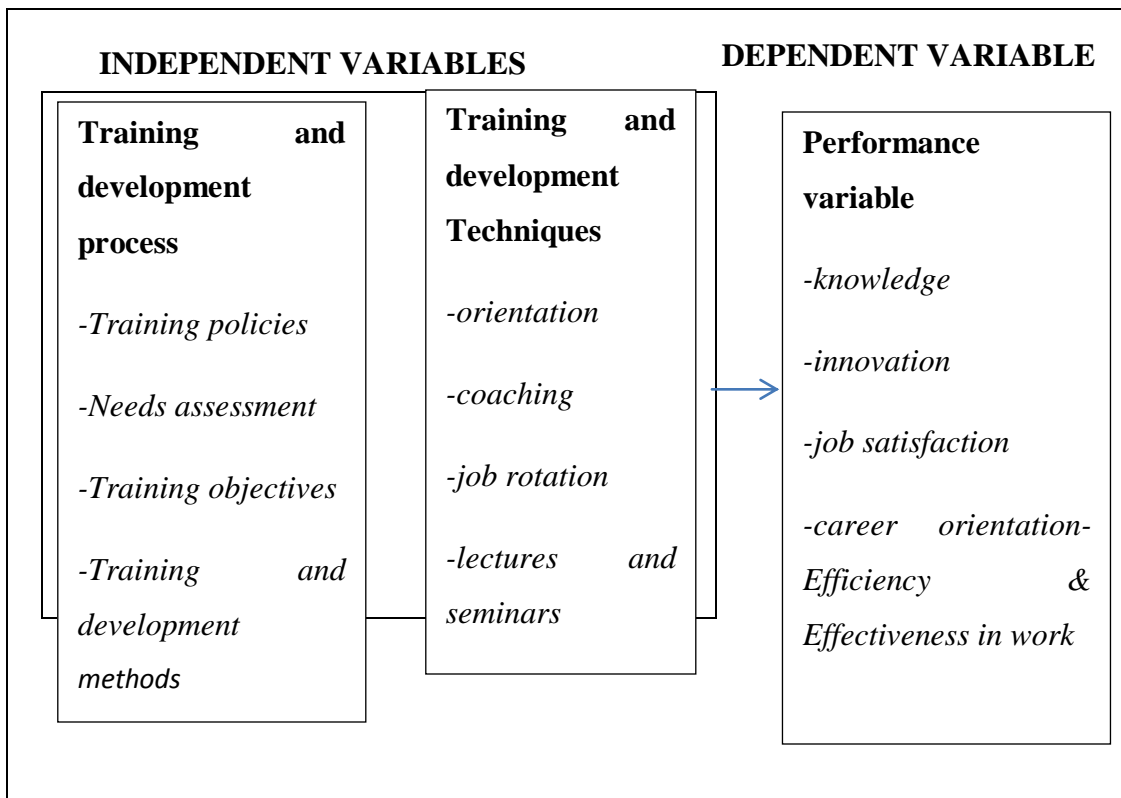 INDEPENDENT VARIABLES
DEPENDENT VARIABLE
Training and
development
process
-Training policies
-Needs assessment
-Training objectives
-Training and
development
methods
Training and
development
Techniques
-orientation
-coaching
-job rotation
-lectures and
seminars
Performance
variable
-knowledge
-innovation
-job satisfaction
-career orientation-
Efficiency &
Effectiveness in work